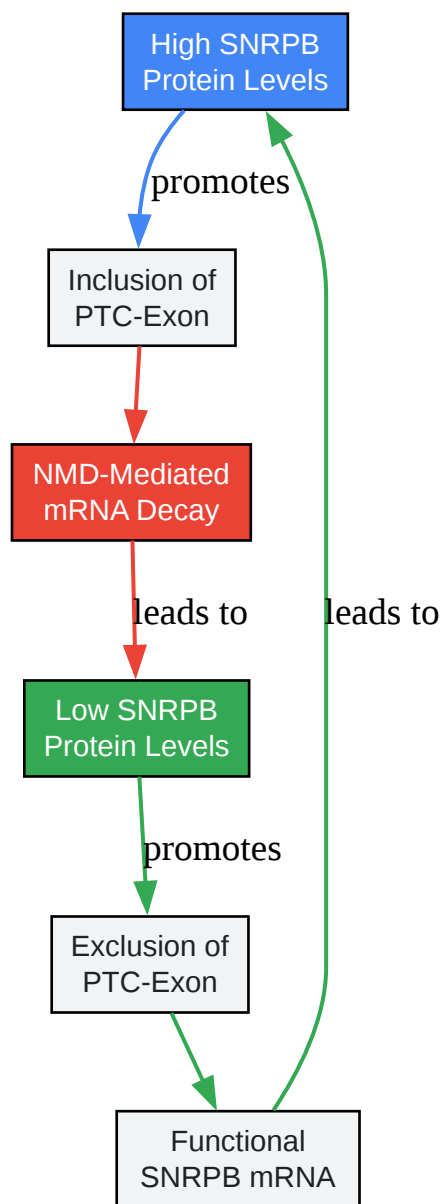 High SNRPB
Protein Levels
promotes
Inclusion of
PTC-Exon
NMD-Mediated
mRNA Decay
leads to
leads to
Low SNRPB
Protein Levels
promotes
Exclusion of
PTC-Exon
Functional
SNRPB mRNA